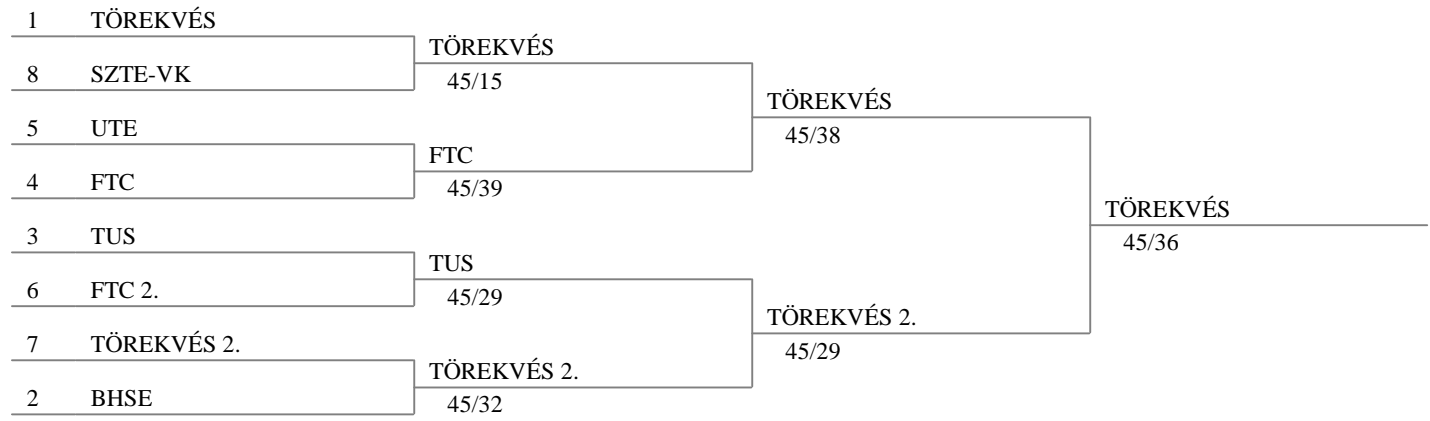 1 TÖREKVÉS
8 SZTE-VK
5 UTE
4 FTC
3 TUS
6 FTC 2.
7 TÖREKVÉS 2.
2 BHSE
TÖREKVÉS
45/15
FTC
45/39
TUS
45/29
TÖREKVÉS 2.
45/32
TÖREKVÉS
45/38
TÖREKVÉS 2.
45/29
TÖREKVÉS
45/36